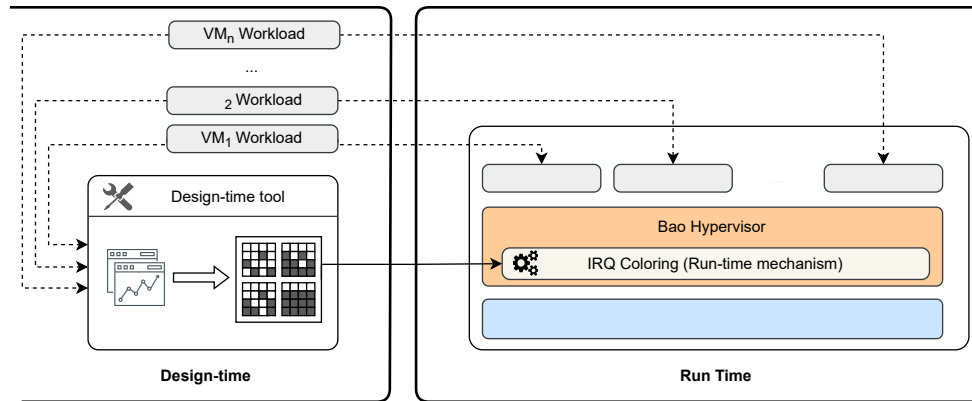 VMn Workload
...
2 Workload
VM1 Workload
Design-time tool
...
Bao Hypervisor
IRQ Coloring (Run-time mechanism)
Design-time
Run Time